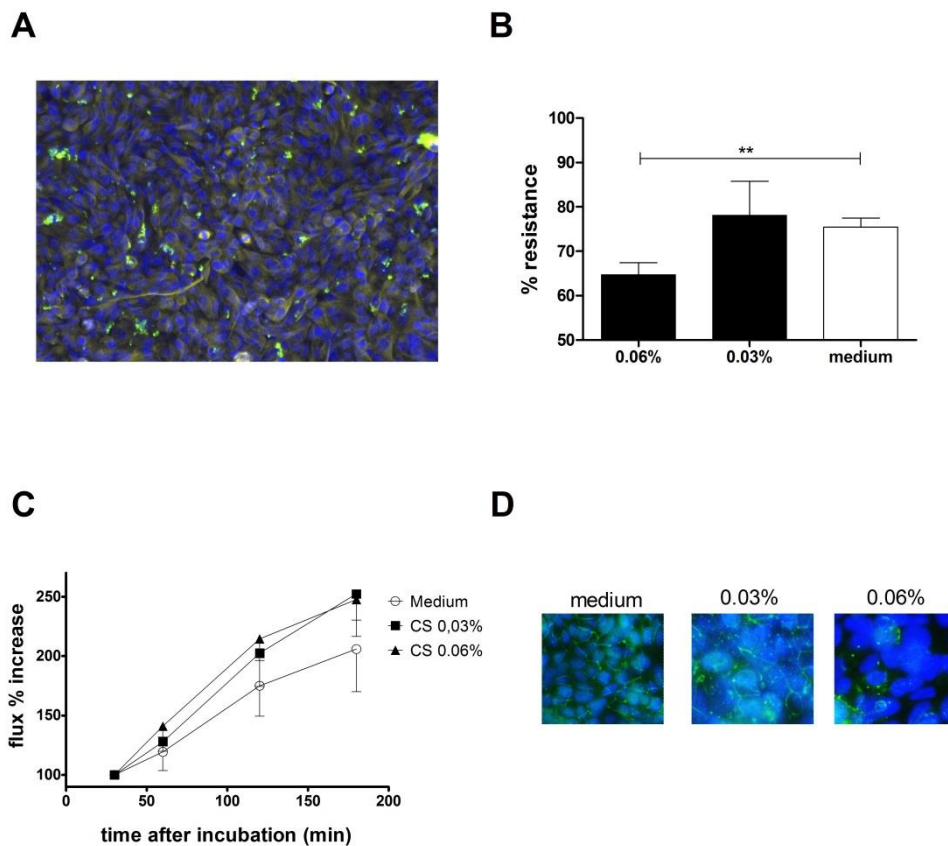 A
B
% resistance
100
90
80
70
60
50
**
0.06%
0.03%
medium
C
flux % increase
250
200
150
100
0
50
100
150
200
time after incubation (min)
Medium
CS 0,03%
CS 0.06%
D
medium
0.03%
0.06%